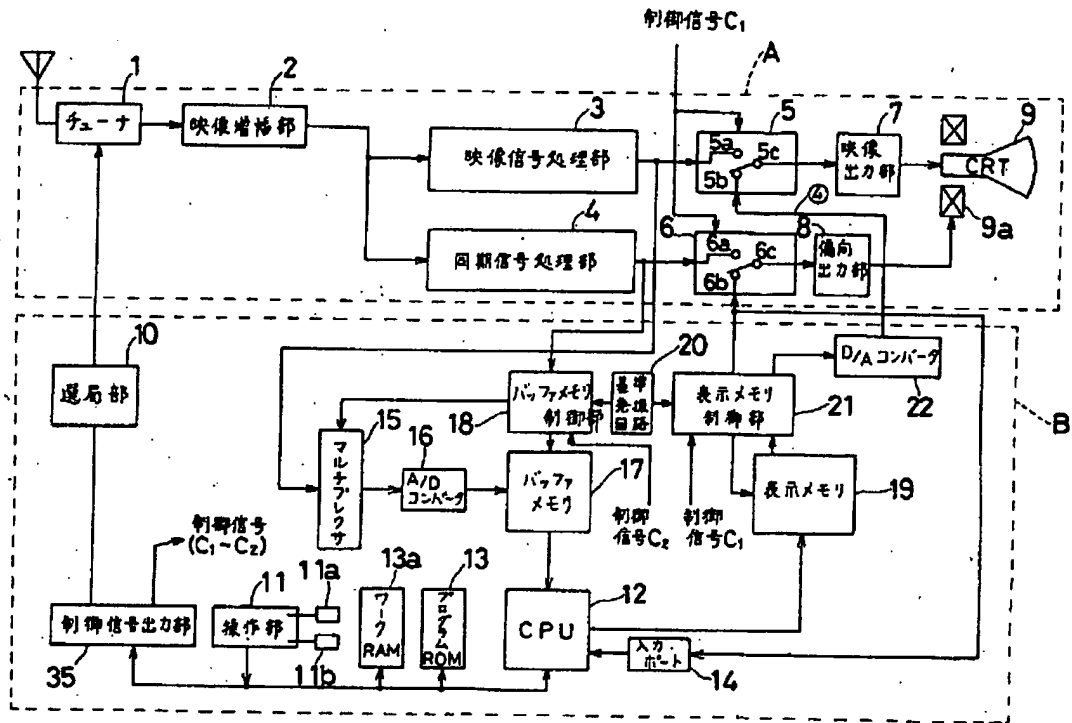 制御信号C₁
A
1
2
3
5
7
9
チューナ
映像増幅部
映像信号処理部
5a
5b
5c
映像
出力部
CRT
④
4
6
8
9a
同期信号処理部
6a
6b
6c
偏向
出力部
10
20
D/Aコンバータ
22
選局部
バッファメモリ
制御部
18
基準
発振
回路
表示メモリ
制御部
21
B
15
16
マルチプレクサ
A/D
コンバータ
バッファ
メモリ
17
表示メモリ
19
制御信号
(C₁~C₂)
制御
信号C₂
制御
信号C₁
11
11a
13a
13
12
制御信号出力部
操作部
ワーク
RAM
プログラム
ROM
CPU
入力
ポート
35
11b
14